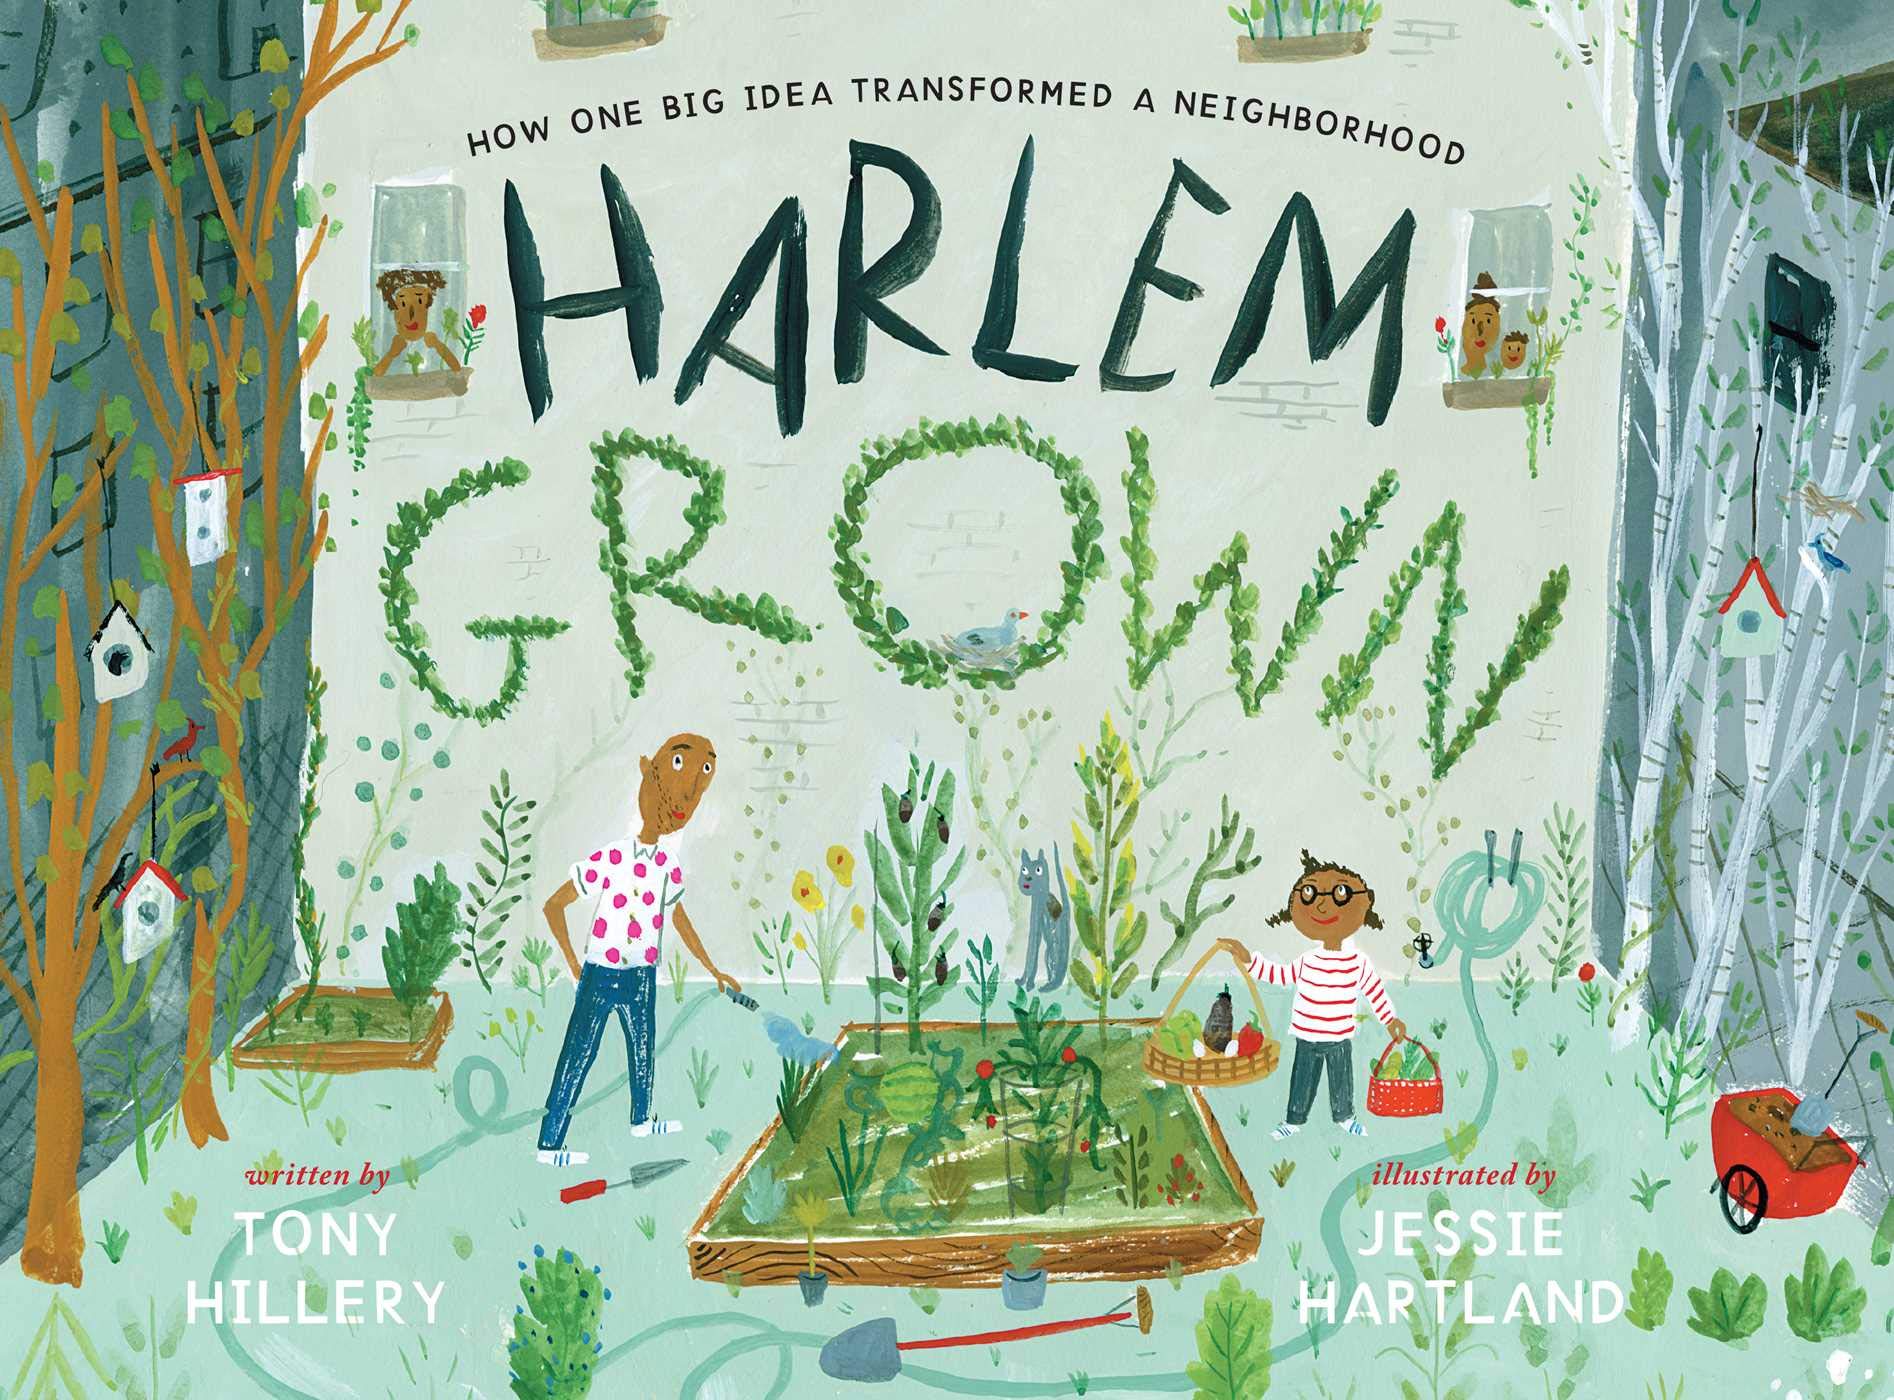 HOW ONE BIG IDEA TRANSFORMED A NEIGHBORHOOD
HARLEM
GROWN
written by
TONY
HILLERY
illustrated by
JESSIE
HARTLAND